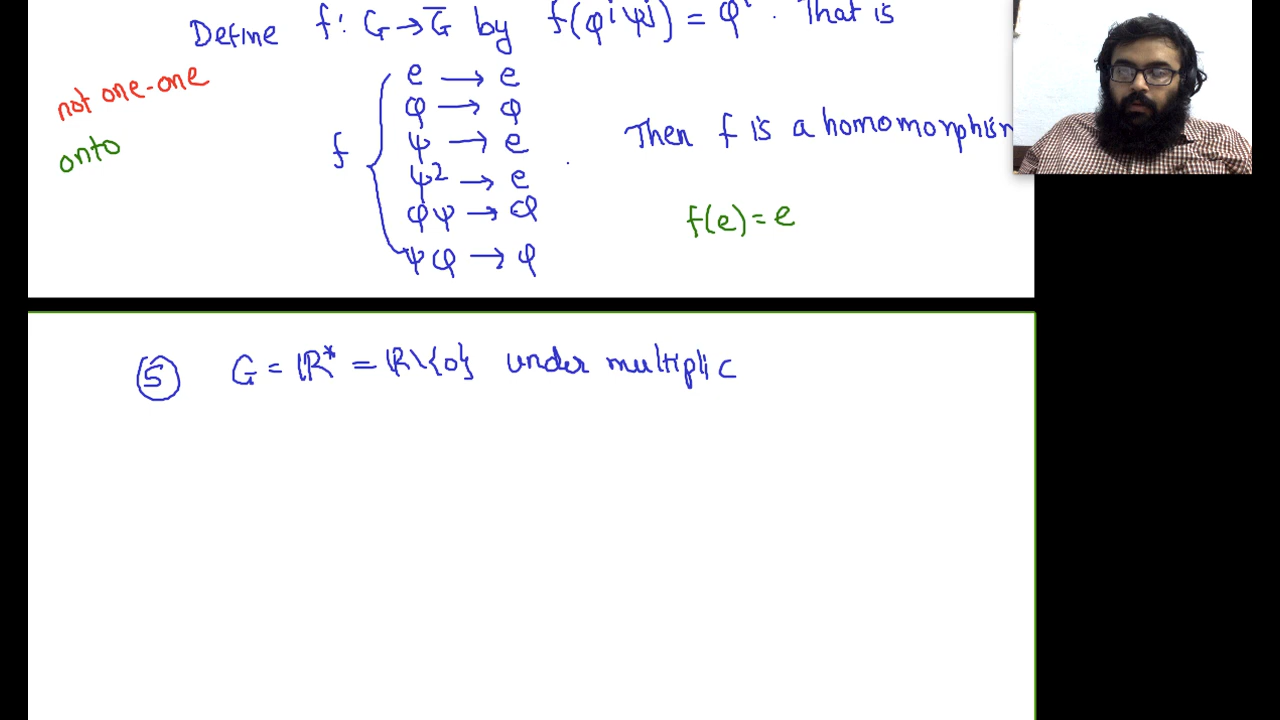 Define f: G→G̅ by f(φⁱψʲ) = φⁱ. That is
not one-one
onto
f { e → e
φ → φ
ψ → e
ψ² → e
φψ → φ
ψφ → φ
Then f is a homomorphism
f(e) = e
⑤ G = ℝ* = ℝ\{0} under multiplic